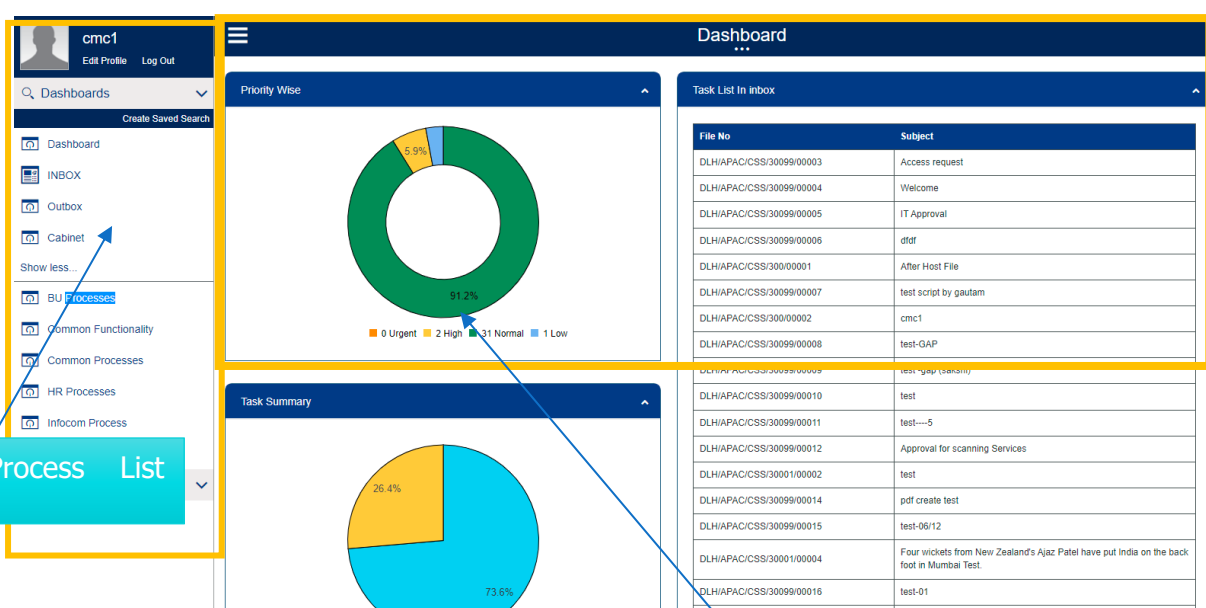 cmc1
Edit Profile Log Out
Dashboards
Create Saved Search
Dashboard
INBOX
Outbox
Cabinet
Show less...
BU Processes
Common Functionality
Common Processes
HR Processes
Infocom Process
Process List
Dashboard
Priority Wise
5.9%
91.2%
0 Urgent 2 High 31 Normal 1 Low
Task Summary
26.4%
73.6%
Task List In inbox
File No Subject
DLH/APAC/CSS/30099/00003 Access request
DLH/APAC/CSS/30099/00004 Welcome
DLH/APAC/CSS/30099/00005 IT Approval
DLH/APAC/CSS/30099/00006 dfdf
DLH/APAC/CSS/300/00001 After Host File
DLH/APAC/CSS/30099/00007 test script by gautam
DLH/APAC/CSS/300/00002 cmc1
DLH/APAC/CSS/30099/00008 test-GAP
DLH/APAC/CSS/30099/00009 test -gap (sakshi)
DLH/APAC/CSS/30099/00010 test
DLH/APAC/CSS/30099/00011 test----5
DLH/APAC/CSS/30099/00012 Approval for scanning Services
DLH/APAC/CSS/30001/00002 test
DLH/APAC/CSS/30099/00014 pdf create test
DLH/APAC/CSS/30099/00015 test-06/12
DLH/APAC/CSS/30001/00004 Four wickets from New Zealand's Ajaz Patel have put India on the back
foot in Mumbai Test.
DLH/APAC/CSS/30099/00016 test-01